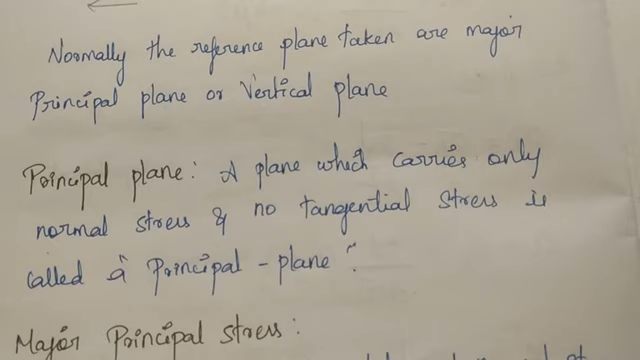 Normally the reference plane taken are major
Principal plane or Vertical plane
Principal plane: A plane which carries only
normal stress & no tangential stress is
called a "Principal - plane".
Major Principal stress: